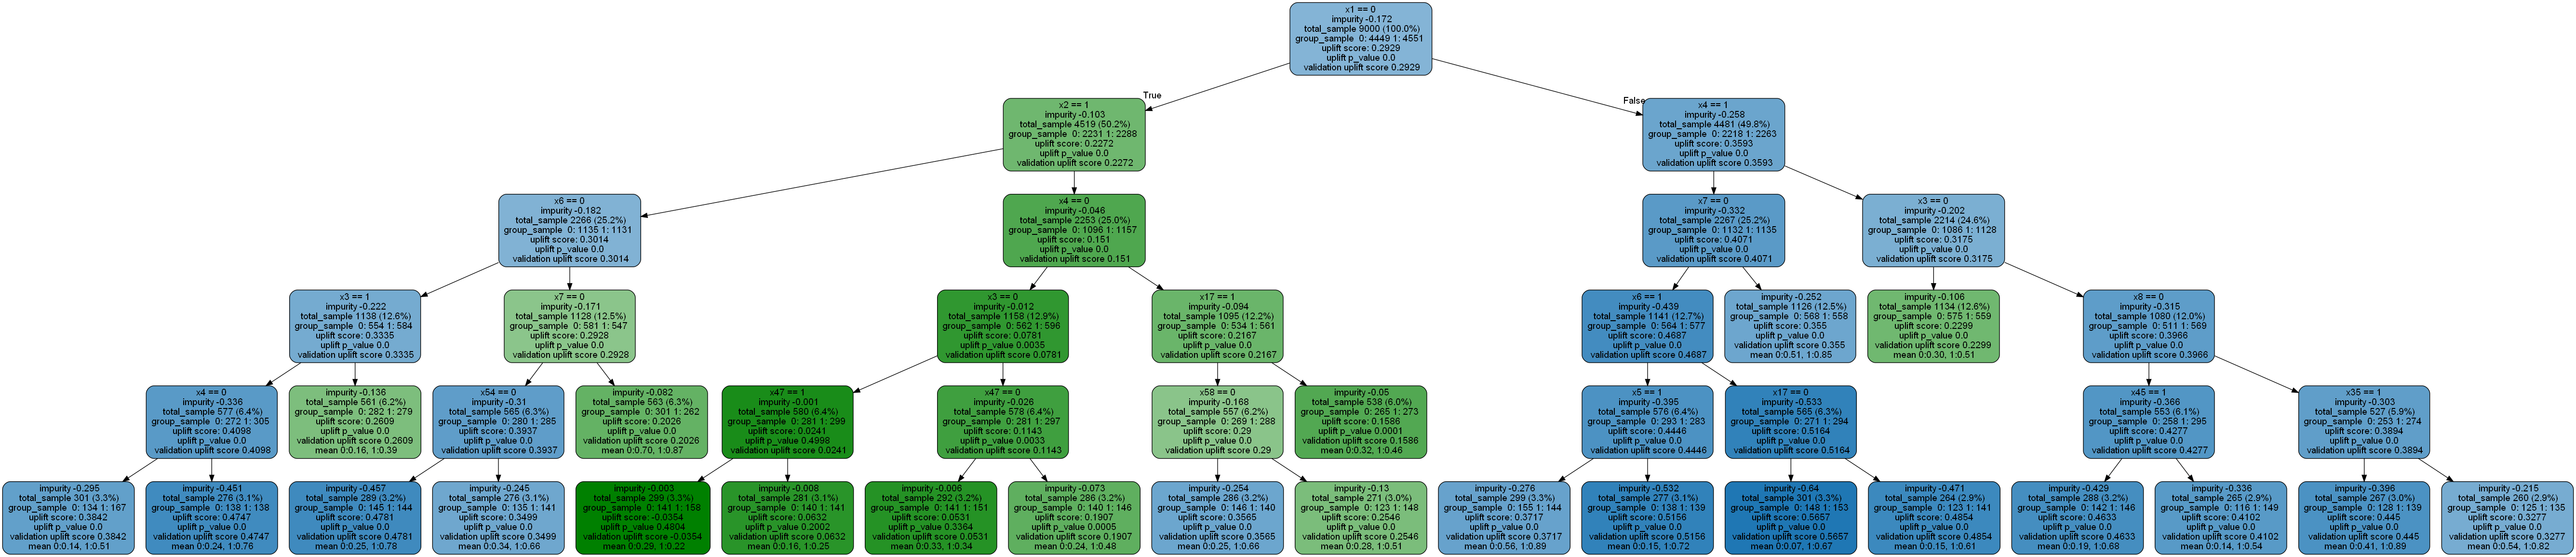 x1 == 0
impurity -0.172
total_sample 9000 (100.0%)
group_sample 0: 4449 1: 4551
uplift score: 0.2929
uplift p_value 0.0
validation uplift score 0.2929
True
False
x2 == 1
impurity -0.103
total_sample 4519 (50.2%)
group_sample 0: 2231 1: 2288
uplift score: 0.2272
uplift p_value 0.0
validation uplift score 0.2272
x4 == 1
impurity -0.258
total_sample 4481 (49.8%)
group_sample 0: 2218 1: 2263
uplift score: 0.3593
uplift p_value 0.0
validation uplift score 0.3593
x6 == 0
impurity -0.182
total_sample 2266 (25.2%)
group_sample 0: 1135 1: 1131
uplift score: 0.3014
uplift p_value 0.0
validation uplift score 0.3014
x4 == 0
impurity -0.046
total_sample 2253 (25.0%)
group_sample 0: 1096 1: 1157
uplift score: 0.151
uplift p_value 0.0
validation uplift score 0.151
x7 == 0
impurity -0.332
total_sample 2267 (25.2%)
group_sample 0: 1132 1: 1135
uplift score: 0.4071
uplift p_value 0.0
validation uplift score 0.4071
x3 == 0
impurity -0.202
total_sample 2214 (24.6%)
group_sample 0: 1086 1: 1128
uplift score: 0.3175
uplift p_value 0.0
validation uplift score 0.3175
x3 == 1
impurity -0.222
total_sample 1138 (12.6%)
group_sample 0: 554 1: 584
uplift score: 0.3335
uplift p_value 0.0
validation uplift score 0.3335
x7 == 0
impurity -0.171
total_sample 1128 (12.5%)
group_sample 0: 581 1: 547
uplift score: 0.2928
uplift p_value 0.0
validation uplift score 0.2928
x3 == 0
impurity -0.012
total_sample 1158 (12.9%)
group_sample 0: 562 1: 596
uplift score: 0.0781
uplift p_value 0.0035
validation uplift score 0.0781
x17 == 1
impurity -0.094
total_sample 1095 (12.2%)
group_sample 0: 534 1: 561
uplift score: 0.2167
uplift p_value 0.0
validation uplift score 0.2167
x6 == 1
impurity -0.439
total_sample 1141 (12.7%)
group_sample 0: 564 1: 577
uplift score: 0.4687
uplift p_value 0.0
validation uplift score 0.4687
impurity -0.252
total_sample 1126 (12.5%)
group_sample 0: 568 1: 558
uplift score: 0.355
uplift p_value 0.0
validation uplift score 0.355
mean 0:0.51, 1:0.85
impurity -0.106
total_sample 1134 (12.6%)
group_sample 0: 575 1: 559
uplift score: 0.2299
uplift p_value 0.0
validation uplift score 0.2299
mean 0:0.30, 1:0.51
x8 == 0
impurity -0.315
total_sample 1080 (12.0%)
group_sample 0: 511 1: 569
uplift score: 0.3966
uplift p_value 0.0
validation uplift score 0.3966
x4 == 0
impurity -0.336
total_sample 577 (6.4%)
group_sample 0: 272 1: 305
uplift score: 0.4098
uplift p_value 0.0
validation uplift score 0.4098
impurity -0.136
total_sample 561 (6.2%)
group_sample 0: 282 1: 279
uplift score: 0.2609
uplift p_value 0.0
validation uplift score 0.2609
mean 0:0.16, 1:0.39
x54 == 0
impurity -0.31
total_sample 565 (6.3%)
group_sample 0: 280 1: 285
uplift score: 0.3937
uplift p_value 0.0
validation uplift score 0.3937
impurity -0.082
total_sample 563 (6.3%)
group_sample 0: 301 1: 262
uplift score: 0.2026
uplift p_value 0.0
validation uplift score 0.2026
mean 0:0.70, 1:0.87
x47 == 1
impurity -0.001
total_sample 580 (6.4%)
group_sample 0: 281 1: 299
uplift score: 0.0241
uplift p_value 0.4998
validation uplift score 0.0241
x47 == 0
impurity -0.026
total_sample 578 (6.4%)
group_sample 0: 281 1: 297
uplift score: 0.1143
uplift p_value 0.0033
validation uplift score 0.1143
x58 == 0
impurity -0.168
total_sample 557 (6.2%)
group_sample 0: 269 1: 288
uplift score: 0.29
uplift p_value 0.0
validation uplift score 0.29
impurity -0.05
total_sample 538 (6.0%)
group_sample 0: 265 1: 273
uplift score: 0.1586
uplift p_value 0.0001
validation uplift score 0.1586
mean 0:0.32, 1:0.46
x5 == 1
impurity -0.395
total_sample 576 (6.4%)
group_sample 0: 293 1: 283
uplift score: 0.4446
uplift p_value 0.0
validation uplift score 0.4446
x17 == 0
impurity -0.533
total_sample 565 (6.3%)
group_sample 0: 271 1: 294
uplift score: 0.5164
uplift p_value 0.0
validation uplift score 0.5164
x45 == 1
impurity -0.366
total_sample 553 (6.1%)
group_sample 0: 258 1: 295
uplift score: 0.4277
uplift p_value 0.0
validation uplift score 0.4277
x35 == 1
impurity -0.303
total_sample 527 (5.9%)
group_sample 0: 253 1: 274
uplift score: 0.3894
uplift p_value 0.0
validation uplift score 0.3894
impurity -0.295
total_sample 301 (3.3%)
group_sample 0: 134 1: 167
uplift score: 0.3842
uplift p_value 0.0
validation uplift score 0.3842
mean 0:0.14, 1:0.51
impurity -0.451
total_sample 276 (3.1%)
group_sample 0: 138 1: 138
uplift score: 0.4747
uplift p_value 0.0
validation uplift score 0.4747
mean 0:0.24, 1:0.76
impurity -0.457
total_sample 289 (3.2%)
group_sample 0: 145 1: 144
uplift score: 0.4781
uplift p_value 0.0
validation uplift score 0.4781
mean 0:0.25, 1:0.78
impurity -0.245
total_sample 276 (3.1%)
group_sample 0: 135 1: 141
uplift score: 0.3499
uplift p_value 0.0
validation uplift score 0.3499
mean 0:0.34, 1:0.66
impurity -0.003
total_sample 299 (3.3%)
group_sample 0: 141 1: 158
uplift score: -0.0354
uplift p_value 0.4804
validation uplift score -0.0354
mean 0:0.29, 1:0.22
impurity -0.008
total_sample 281 (3.1%)
group_sample 0: 140 1: 141
uplift score: 0.0632
uplift p_value 0.2002
validation uplift score 0.0632
mean 0:0.16, 1:0.25
impurity -0.006
total_sample 292 (3.2%)
group_sample 0: 141 1: 151
uplift score: 0.0531
uplift p_value 0.3364
validation uplift score 0.0531
mean 0:0.33, 1:0.34
impurity -0.073
total_sample 286 (3.2%)
group_sample 0: 140 1: 146
uplift score: 0.1907
uplift p_value 0.0005
validation uplift score 0.1907
mean 0:0.24, 1:0.48
impurity -0.254
total_sample 286 (3.2%)
group_sample 0: 146 1: 140
uplift score: 0.3565
uplift p_value 0.0
validation uplift score 0.3565
mean 0:0.25, 1:0.66
impurity -0.13
total_sample 271 (3.0%)
group_sample 0: 123 1: 148
uplift score: 0.2546
uplift p_value 0.0
validation uplift score 0.2546
mean 0:0.28, 1:0.51
impurity -0.276
total_sample 299 (3.3%)
group_sample 0: 155 1: 144
uplift score: 0.3717
uplift p_value 0.0
validation uplift score 0.3717
mean 0:0.56, 1:0.89
impurity -0.532
total_sample 277 (3.1%)
group_sample 0: 138 1: 139
uplift score: 0.5156
uplift p_value 0.0
validation uplift score 0.5156
mean 0:0.15, 1:0.72
impurity -0.64
total_sample 301 (3.3%)
group_sample 0: 148 1: 153
uplift score: 0.5657
uplift p_value 0.0
validation uplift score 0.5657
mean 0:0.07, 1:0.67
impurity -0.471
total_sample 264 (2.9%)
group_sample 0: 123 1: 141
uplift score: 0.4854
uplift p_value 0.0
validation uplift score 0.4854
mean 0:0.15, 1:0.61
impurity -0.429
total_sample 288 (3.2%)
group_sample 0: 142 1: 146
uplift score: 0.4633
uplift p_value 0.0
validation uplift score 0.4633
mean 0:0.19, 1:0.68
impurity -0.336
total_sample 265 (2.9%)
group_sample 0: 116 1: 149
uplift score: 0.4102
uplift p_value 0.0
validation uplift score 0.4102
mean 0:0.14, 1:0.54
impurity -0.396
total_sample 267 (3.0%)
group_sample 0: 128 1: 139
uplift score: 0.445
uplift p_value 0.0
validation uplift score 0.445
mean 0:0.41, 1:0.89
impurity -0.215
total_sample 260 (2.9%)
group_sample 0: 125 1: 135
uplift score: 0.3277
uplift p_value 0.0
validation uplift score 0.3277
mean 0:0.54, 1:0.82